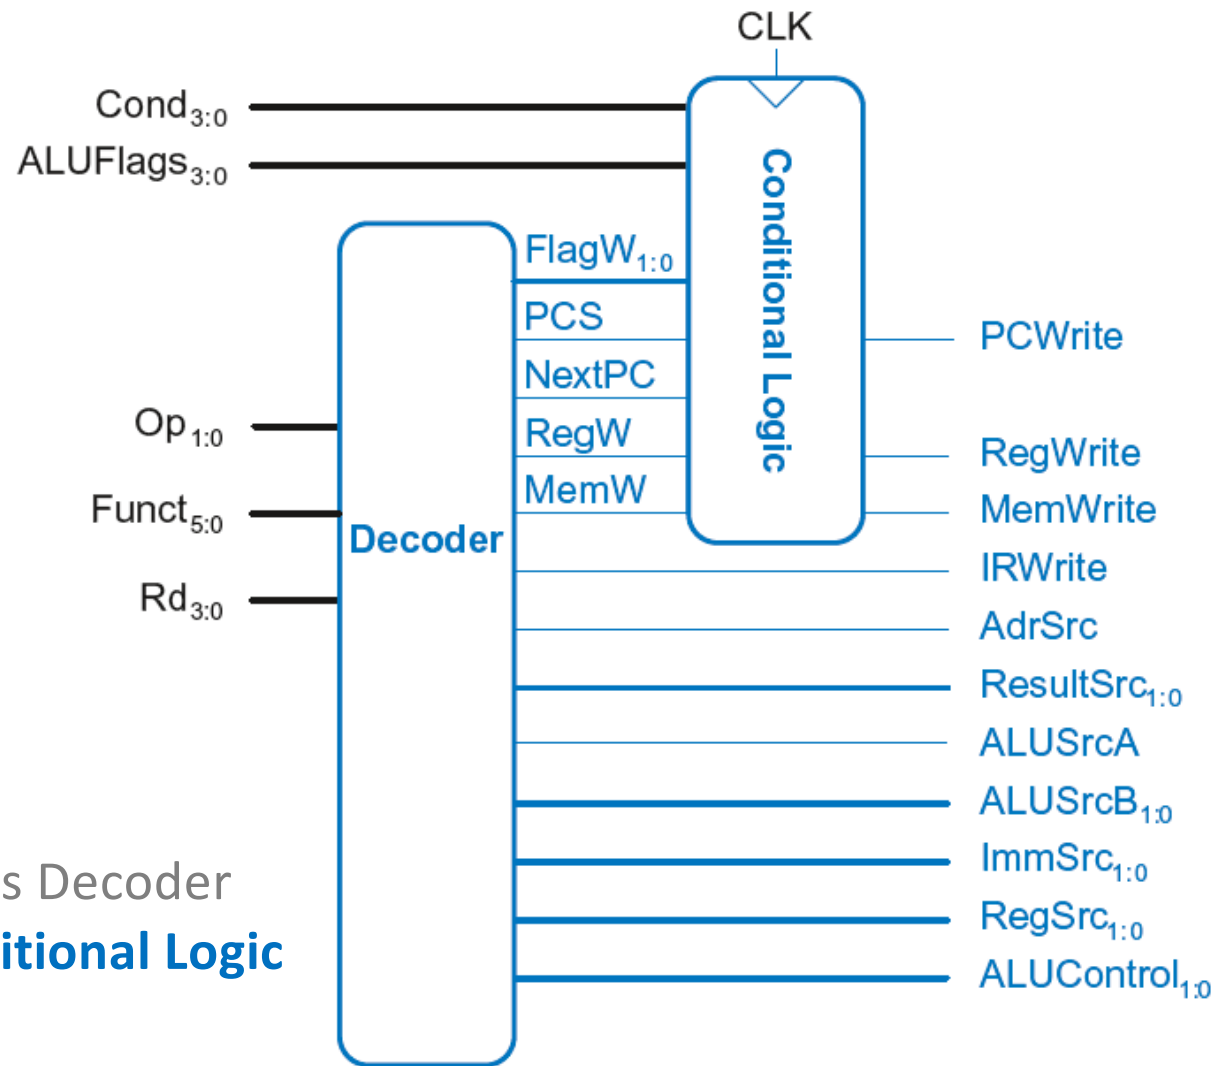 CLK
Cond3:0
ALUFlags3:0
Conditional Logic
FlagW1:0
PCS
PCWrite
NextPC
Op1:0
RegW
RegWrite
MemW
MemWrite
Funct5:0
Decoder
IRWrite
Rd3:0
AdrSrc
ResultSrc1:0
ALUSrcA
ALUSrcB1:0
ImmSrc1:0
s Decoder
RegSrc1:0
itional Logic
ALUControl1:0